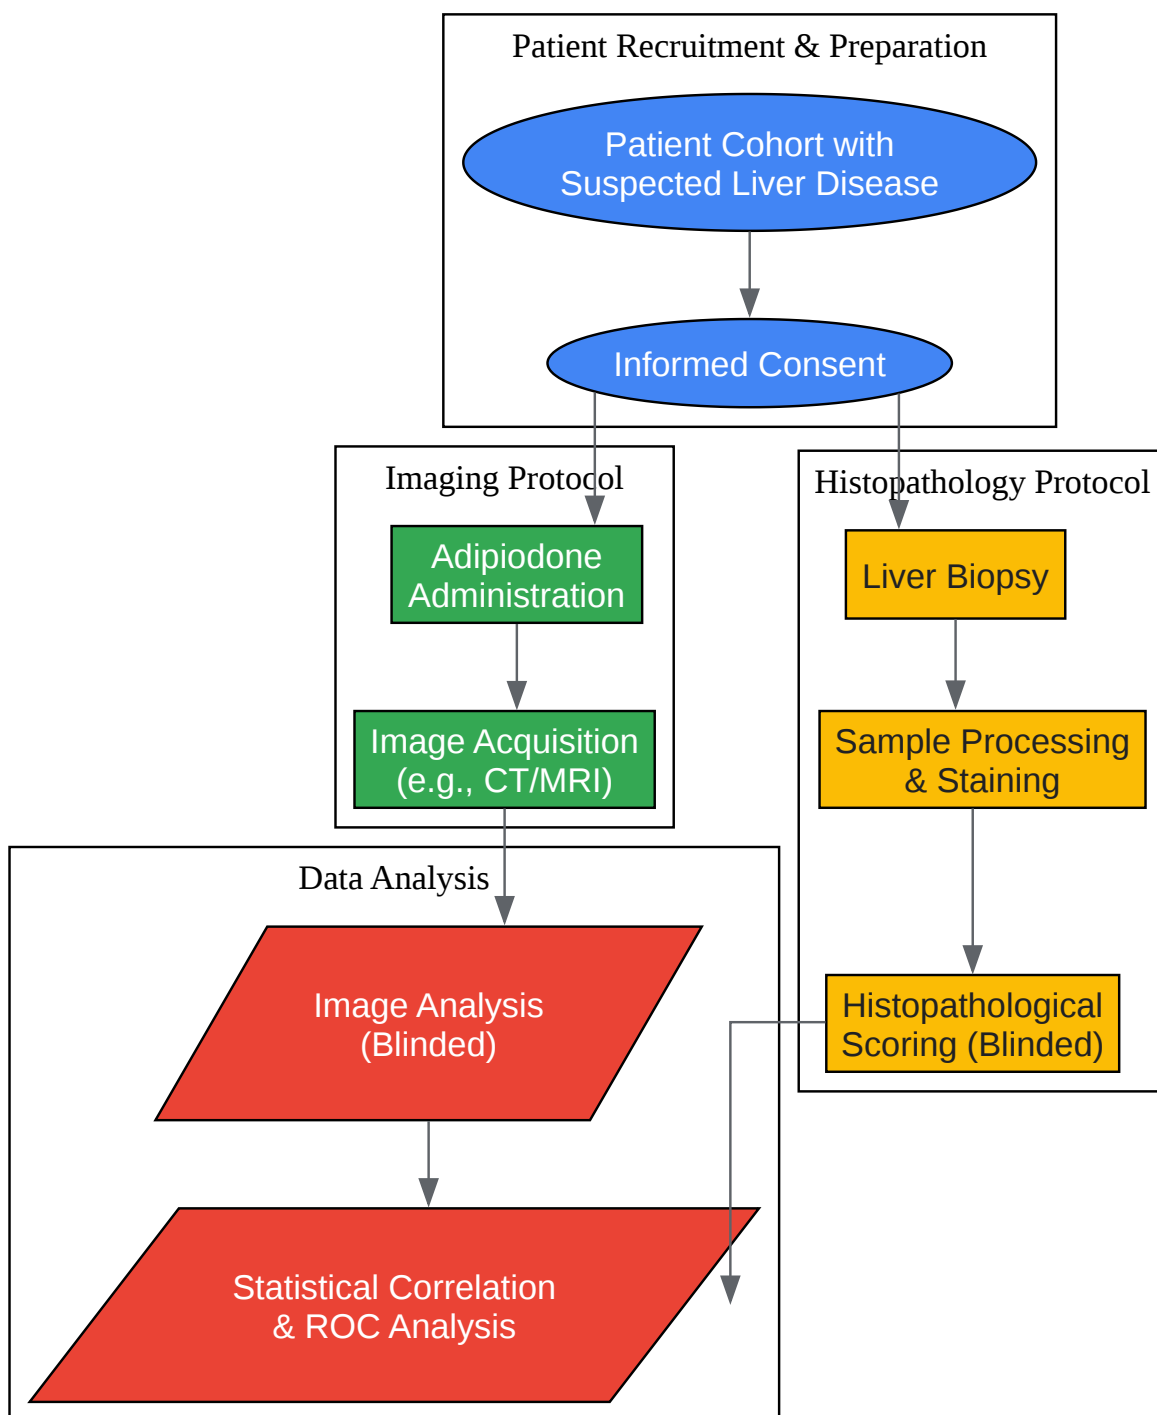 Patient Recruitment & Preparation
Patient Cohort with
Suspected Liver Disease
Informed Consent
Imaging Protocol
Adipiodone
Administration
Image Acquisition
(e.g., CT/MRI)
Histopathology Protocol
Liver Biopsy
Sample Processing
& Staining
Histopathological
Scoring (Blinded)
Data Analysis
Image Analysis
(Blinded)
Statistical Correlation
& ROC Analysis